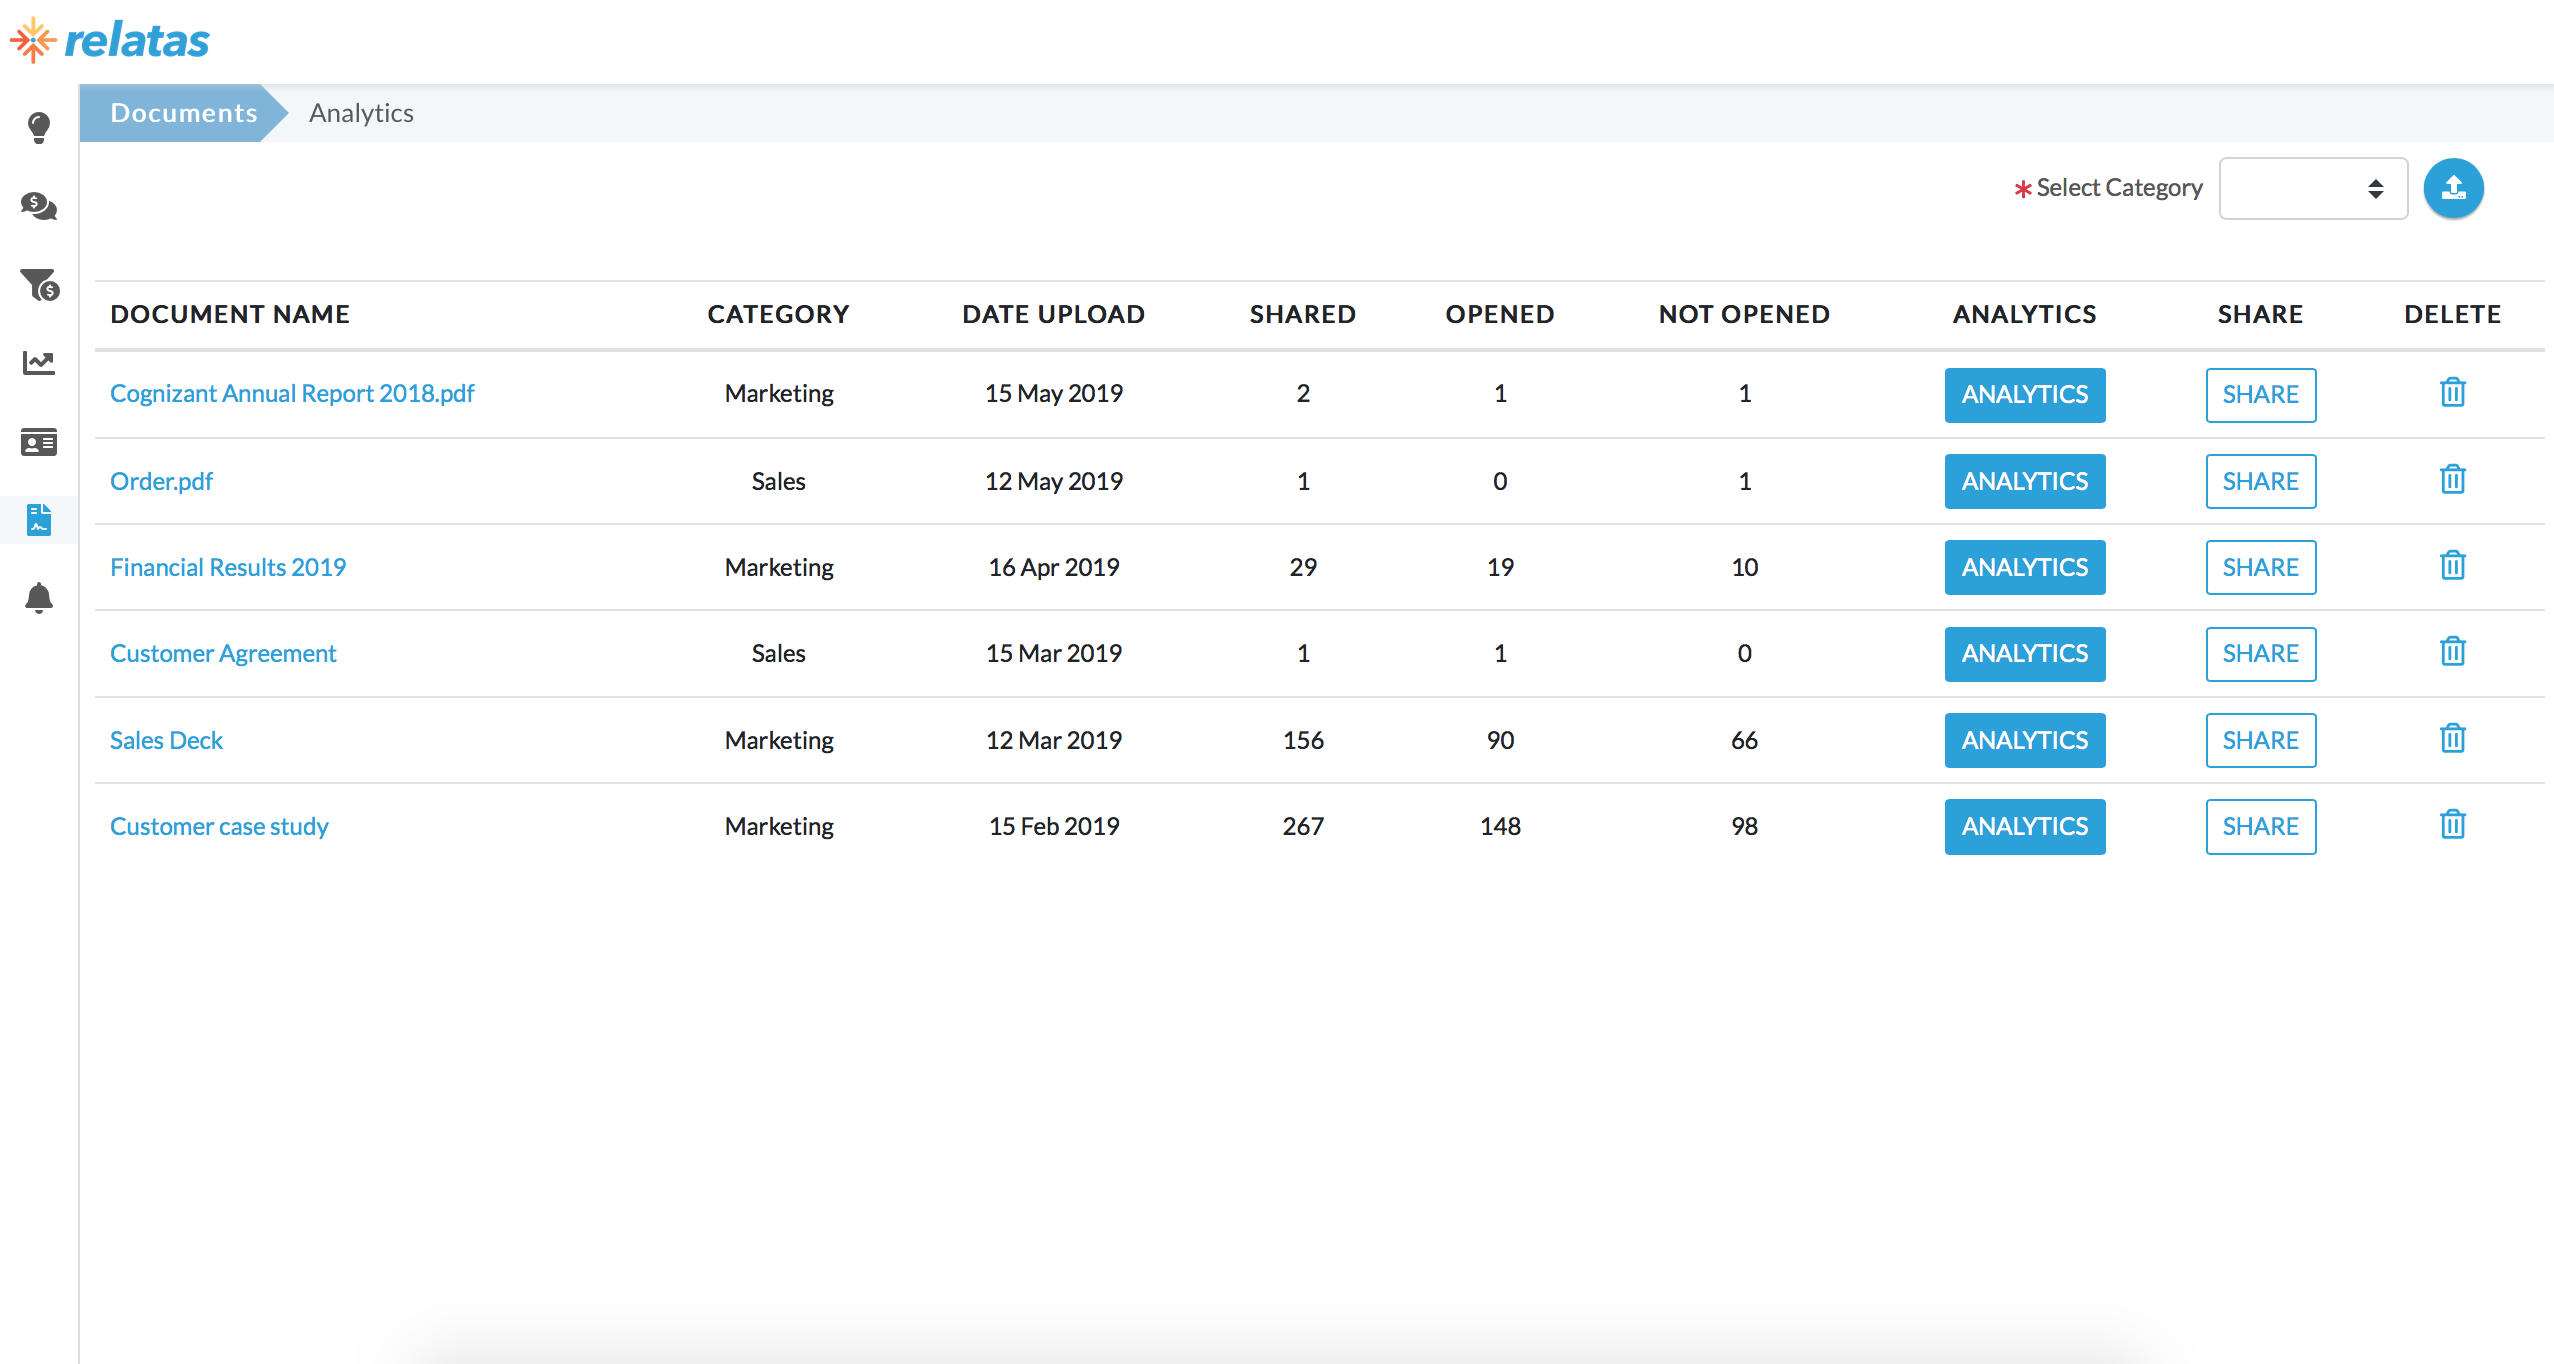 relatas
Documents Analytics
* Select Category
DOCUMENT NAME CATEGORY DATE UPLOAD SHARED OPENED NOT OPENED ANALYTICS SHARE DELETE
Cognizant Annual Report 2018.pdf Marketing 15 May 2019 2 1 1 ANALYTICS SHARE
Order.pdf Sales 12 May 2019 1 0 1 ANALYTICS SHARE
Financial Results 2019 Marketing 16 Apr 2019 29 19 10 ANALYTICS SHARE
Customer Agreement Sales 15 Mar 2019 1 1 0 ANALYTICS SHARE
Sales Deck Marketing 12 Mar 2019 156 90 66 ANALYTICS SHARE
Customer case study Marketing 15 Feb 2019 267 148 98 ANALYTICS SHARE